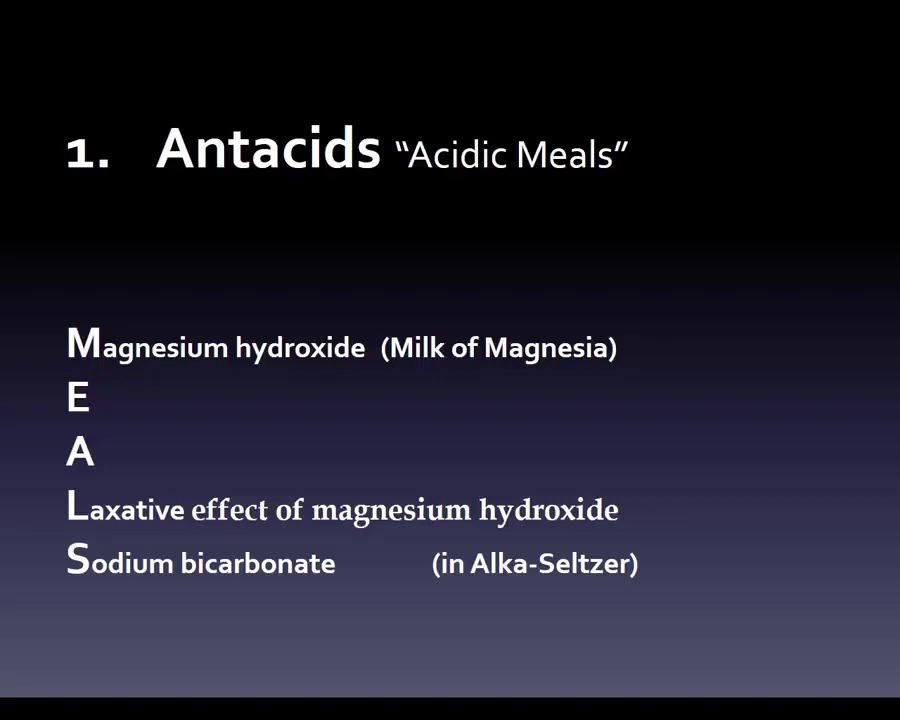 1. Antacids “Acidic Meals”
Magnesium hydroxide (Milk of Magnesia)
E
A
Laxative effect of magnesium hydroxide
Sodium bicarbonate (in Alka-Seltzer)